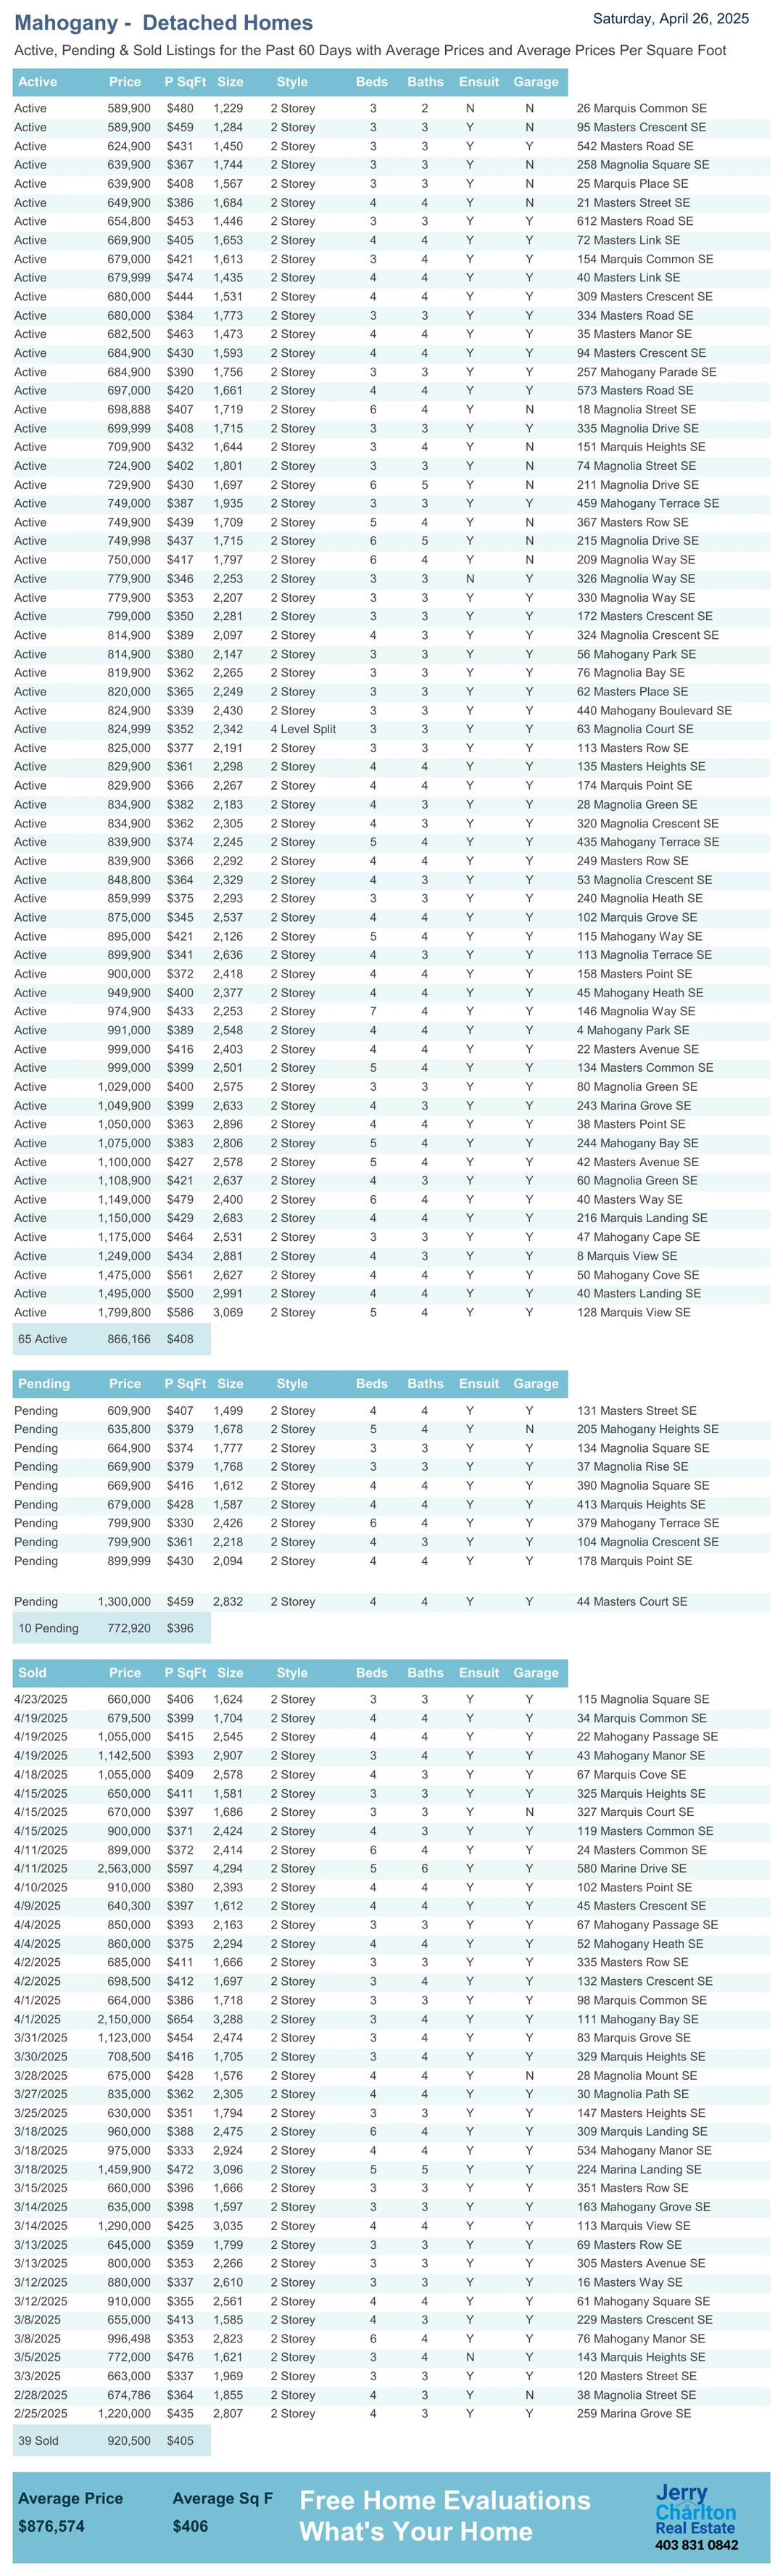 Mahogany - Detached Homes
Saturday, April 26, 2025
Active, Pending & Sold Listings for the Past 60 Days with Average Prices and Average Prices Per Square Foot
Active Price P SqFt Size Style Beds Baths Ensuit Garage
Active 589,900 $480 1,229 2 Storey 3 2 N N 26 Marquis Common SE
Active 589,900 $459 1,284 2 Storey 3 3 Y N 95 Masters Crescent SE
Active 624,900 $431 1,450 2 Storey 3 3 Y Y 542 Masters Road SE
Active 639,900 $367 1,744 2 Storey 3 3 Y N 258 Magnolia Square SE
Active 639,900 $408 1,567 2 Storey 3 3 Y N 25 Marquis Place SE
Active 649,900 $386 1,684 2 Storey 4 4 Y N 21 Masters Street SE
Active 654,800 $453 1,446 2 Storey 3 3 Y Y 612 Masters Road SE
Active 669,900 $405 1,653 2 Storey 4 4 Y Y 72 Masters Link SE
Active 679,000 $421 1,613 2 Storey 3 4 Y Y 154 Marquis Common SE
Active 679,999 $474 1,435 2 Storey 4 4 Y Y 40 Masters Link SE
Active 680,000 $444 1,531 2 Storey 4 4 Y Y 309 Masters Crescent SE
Active 680,000 $384 1,773 2 Storey 3 3 Y Y 334 Masters Road SE
Active 682,500 $463 1,473 2 Storey 4 4 Y Y 35 Masters Manor SE
Active 684,900 $430 1,593 2 Storey 4 4 Y Y 94 Masters Crescent SE
Active 684,900 $390 1,756 2 Storey 3 3 Y Y 257 Mahogany Parade SE
Active 697,000 $420 1,661 2 Storey 4 4 Y Y 573 Masters Road SE
Active 698,888 $407 1,719 2 Storey 6 4 Y N 18 Magnolia Street SE
Active 699,999 $408 1,715 2 Storey 3 3 Y Y 335 Magnolia Drive SE
Active 709,900 $432 1,644 2 Storey 3 4 Y N 151 Marquis Heights SE
Active 724,900 $402 1,801 2 Storey 3 3 Y N 74 Magnolia Street SE
Active 729,900 $430 1,697 2 Storey 6 5 Y N 211 Magnolia Drive SE
Active 749,000 $387 1,935 2 Storey 3 3 Y Y 459 Mahogany Terrace SE
Active 749,900 $439 1,709 2 Storey 5 4 Y N 367 Masters Row SE
Active 749,998 $437 1,715 2 Storey 6 5 Y N 215 Magnolia Drive SE
Active 750,000 $417 1,797 2 Storey 6 4 Y N 209 Magnolia Way SE
Active 779,900 $346 2,253 2 Storey 3 3 N Y 326 Magnolia Way SE
Active 779,900 $353 2,207 2 Storey 3 3 Y Y 330 Magnolia Way SE
Active 799,000 $350 2,281 2 Storey 3 3 Y Y 172 Masters Crescent SE
Active 814,900 $389 2,097 2 Storey 4 3 Y Y 324 Magnolia Crescent SE
Active 814,900 $380 2,147 2 Storey 3 3 Y Y 56 Mahogany Park SE
Active 819,900 $362 2,265 2 Storey 3 3 Y Y 76 Magnolia Bay SE
Active 820,000 $365 2,249 2 Storey 3 3 Y Y 62 Masters Place SE
Active 824,900 $339 2,430 2 Storey 3 3 Y Y 440 Mahogany Boulevard SE
Active 824,999 $352 2,342 4 Level Split 3 3 Y Y 63 Magnolia Court SE
Active 825,000 $377 2,191 2 Storey 3 3 Y Y 113 Masters Row SE
Active 829,900 $361 2,298 2 Storey 4 4 Y Y 135 Masters Heights SE
Active 829,900 $366 2,267 2 Storey 4 4 Y Y 174 Marquis Point SE
Active 834,900 $382 2,183 2 Storey 4 3 Y Y 28 Magnolia Green SE
Active 834,900 $362 2,305 2 Storey 4 3 Y Y 320 Magnolia Crescent SE
Active 839,900 $374 2,245 2 Storey 5 4 Y Y 435 Mahogany Terrace SE
Active 839,900 $366 2,292 2 Storey 4 4 Y Y 249 Masters Row SE
Active 848,800 $364 2,329 2 Storey 4 3 Y Y 53 Magnolia Crescent SE
Active 859,999 $375 2,293 2 Storey 3 3 Y Y 240 Magnolia Heath SE
Active 875,000 $345 2,537 2 Storey 4 4 Y Y 102 Marquis Grove SE
Active 895,000 $421 2,126 2 Storey 5 4 Y Y 115 Mahogany Way SE
Active 899,900 $341 2,636 2 Storey 4 3 Y Y 113 Magnolia Terrace SE
Active 900,000 $372 2,418 2 Storey 4 4 Y Y 158 Masters Point SE
Active 949,900 $400 2,377 2 Storey 4 4 Y Y 45 Mahogany Heath SE
Active 974,900 $433 2,253 2 Storey 7 4 Y Y 146 Magnolia Way SE
Active 991,000 $389 2,548 2 Storey 4 4 Y Y 4 Mahogany Park SE
Active 999,000 $416 2,403 2 Storey 4 4 Y Y 22 Masters Avenue SE
Active 999,000 $399 2,501 2 Storey 5 4 Y Y 134 Masters Common SE
Active 1,029,000 $400 2,575 2 Storey 3 3 Y Y 80 Magnolia Green SE
Active 1,049,900 $399 2,633 2 Storey 4 3 Y Y 243 Marina Grove SE
Active 1,050,000 $363 2,896 2 Storey 4 4 Y Y 38 Masters Point SE
Active 1,075,000 $383 2,806 2 Storey 5 4 Y Y 244 Mahogany Bay SE
Active 1,100,000 $427 2,578 2 Storey 5 4 Y Y 42 Masters Avenue SE
Active 1,108,900 $421 2,637 2 Storey 4 3 Y Y 60 Magnolia Green SE
Active 1,149,000 $479 2,400 2 Storey 6 4 Y Y 40 Masters Way SE
Active 1,150,000 $429 2,683 2 Storey 4 4 Y Y 216 Marquis Landing SE
Active 1,175,000 $464 2,531 2 Storey 3 3 Y Y 47 Mahogany Cape SE
Active 1,249,000 $434 2,881 2 Storey 4 3 Y Y 8 Marquis View SE
Active 1,475,000 $561 2,627 2 Storey 4 4 Y Y 50 Mahogany Cove SE
Active 1,495,000 $500 2,991 2 Storey 4 4 Y Y 40 Masters Landing SE
Active 1,799,800 $586 3,069 2 Storey 5 4 Y Y 128 Marquis View SE
65 Active 866,166 $408
Pending Price P SqFt Size Style Beds Baths Ensuit Garage
Pending 609,900 $407 1,499 2 Storey 4 4 Y Y 131 Masters Street SE
Pending 635,800 $379 1,678 2 Storey 5 4 Y N 205 Mahogany Heights SE
Pending 664,900 $374 1,777 2 Storey 3 3 Y Y 134 Magnolia Square SE
Pending 669,900 $379 1,768 2 Storey 3 3 Y Y 37 Magnolia Rise SE
Pending 669,900 $416 1,612 2 Storey 4 4 Y Y 390 Magnolia Square SE
Pending 679,000 $428 1,587 2 Storey 4 4 Y Y 413 Marquis Heights SE
Pending 799,900 $330 2,426 2 Storey 6 4 Y Y 379 Mahogany Terrace SE
Pending 799,900 $361 2,218 2 Storey 4 3 Y Y 104 Magnolia Crescent SE
Pending 899,999 $430 2,094 2 Storey 4 4 Y Y 178 Marquis Point SE
Pending 1,300,000 $459 2,832 2 Storey 4 4 Y Y 44 Masters Court SE
10 Pending 772,920 $396
Sold Price P SqFt Size Style Beds Baths Ensuit Garage
4/23/2025 660,000 $406 1,624 2 Storey 3 3 Y Y 115 Magnolia Square SE
4/19/2025 679,500 $399 1,704 2 Storey 4 4 Y Y 34 Marquis Common SE
4/19/2025 1,055,000 $415 2,545 2 Storey 4 4 Y Y 22 Mahogany Passage SE
4/19/2025 1,142,500 $393 2,907 2 Storey 3 4 Y Y 43 Mahogany Manor SE
4/18/2025 1,055,000 $409 2,578 2 Storey 4 3 Y Y 67 Marquis Cove SE
4/15/2025 650,000 $411 1,581 2 Storey 3 3 Y Y 325 Marquis Heights SE
4/15/2025 670,000 $397 1,686 2 Storey 3 3 Y N 327 Marquis Court SE
4/15/2025 900,000 $371 2,424 2 Storey 4 3 Y Y 119 Masters Common SE
4/11/2025 899,000 $372 2,414 2 Storey 6 4 Y Y 24 Masters Common SE
4/11/2025 2,563,000 $597 4,294 2 Storey 5 6 Y Y 580 Marine Drive SE
4/10/2025 910,000 $380 2,393 2 Storey 4 4 Y Y 102 Masters Point SE
4/9/2025 640,300 $397 1,612 2 Storey 4 4 Y Y 45 Masters Crescent SE
4/4/2025 850,000 $393 2,163 2 Storey 3 3 Y Y 67 Mahogany Passage SE
4/4/2025 860,000 $375 2,294 2 Storey 4 4 Y Y 52 Mahogany Heath SE
4/2/2025 685,000 $411 1,666 2 Storey 3 3 Y Y 335 Masters Row SE
4/2/2025 698,500 $412 1,697 2 Storey 3 4 Y Y 132 Masters Crescent SE
4/1/2025 664,000 $386 1,718 2 Storey 3 3 Y Y 98 Marquis Common SE
4/1/2025 2,150,000 $654 3,288 2 Storey 3 4 Y Y 111 Mahogany Bay SE
3/31/2025 1,123,000 $454 2,474 2 Storey 3 4 Y Y 83 Marquis Grove SE
3/30/2025 708,500 $416 1,705 2 Storey 3 4 Y Y 329 Marquis Heights SE
3/28/2025 675,000 $428 1,576 2 Storey 4 4 Y N 28 Magnolia Mount SE
3/27/2025 835,000 $362 2,305 2 Storey 4 4 Y Y 30 Magnolia Path SE
3/25/2025 630,000 $351 1,794 2 Storey 3 3 Y Y 147 Masters Heights SE
3/18/2025 960,000 $388 2,475 2 Storey 6 4 Y Y 309 Marquis Landing SE
3/18/2025 975,000 $333 2,924 2 Storey 4 4 Y Y 534 Mahogany Manor SE
3/18/2025 1,459,900 $472 3,096 2 Storey 5 5 Y Y 224 Marina Landing SE
3/15/2025 660,000 $396 1,666 2 Storey 3 3 Y Y 351 Masters Row SE
3/14/2025 635,000 $398 1,597 2 Storey 3 3 Y Y 163 Mahogany Grove SE
3/14/2025 1,290,000 $425 3,035 2 Storey 4 4 Y Y 113 Marquis View SE
3/13/2025 645,000 $359 1,799 2 Storey 3 3 Y Y 69 Masters Row SE
3/13/2025 800,000 $353 2,266 2 Storey 3 3 Y Y 305 Masters Avenue SE
3/12/2025 880,000 $337 2,610 2 Storey 3 3 Y Y 16 Masters Way SE
3/12/2025 910,000 $355 2,561 2 Storey 4 4 Y Y 61 Mahogany Square SE
3/8/2025 655,000 $413 1,585 2 Storey 4 3 Y Y 229 Masters Crescent SE
3/8/2025 996,498 $353 2,823 2 Storey 6 4 Y Y 76 Mahogany Manor SE
3/5/2025 772,000 $476 1,621 2 Storey 3 4 N Y 143 Marquis Heights SE
3/3/2025 663,000 $337 1,969 2 Storey 3 3 Y Y 120 Masters Street SE
2/28/2025 674,786 $364 1,855 2 Storey 4 3 Y N 38 Magnolia Street SE
2/25/2025 1,220,000 $435 2,807 2 Storey 4 3 Y Y 259 Marina Grove SE
39 Sold 920,500 $405
Average Price Average Sq F
$876,574 $406
Free Home Evaluations
What's Your Home
Jerry
Charlton
Real Estate
403 831 0842